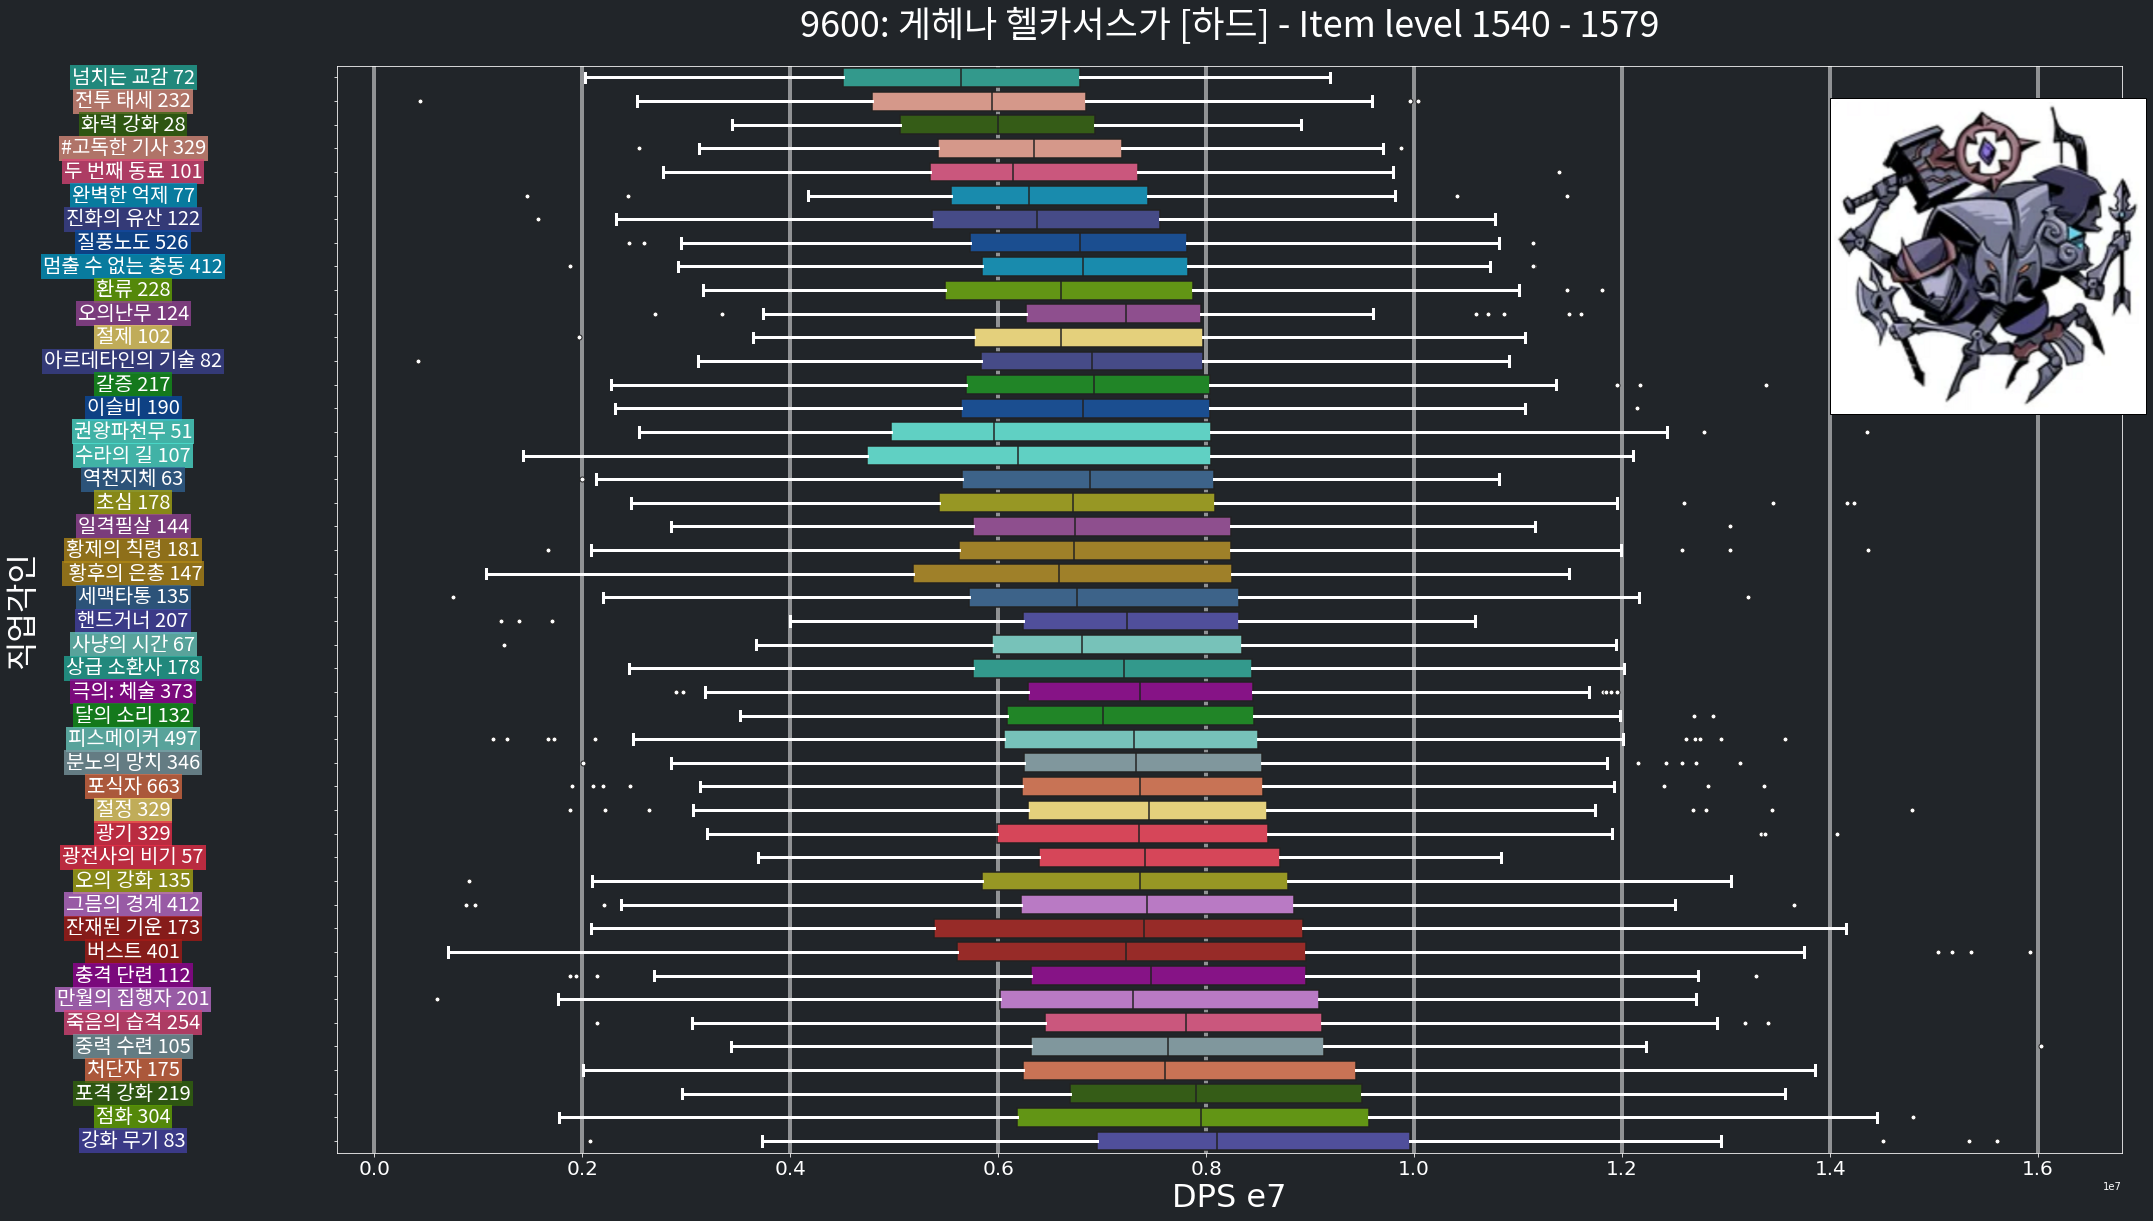 9600: 게헤나 헬카서스가 [하드] - Item level 1540 - 1579
직업각인
넘치는 교감 72
전투 태세 232
화력 강화 28
#고독한 기사 329
두 번째 동료 101
완벽한 억제 77
진화의 유산 122
질풍노도 526
멈출 수 없는 충동 412
환류 228
오의난무 124
절제 102
아르데타인의 기술 82
갈증 217
이슬비 190
권왕파천무 51
수라의 길 107
역천지체 63
초심 178
일격필살 144
황제의 칙령 181
황후의 은총 147
세맥타통 135
핸드거너 207
사냥의 시간 67
상급 소환사 178
극의: 체술 373
달의 소리 132
피스메이커 497
분노의 망치 346
포식자 663
절정 329
광기 329
광전사의 비기 57
오의 강화 135
그믐의 경계 412
잔재된 기운 173
버스트 401
충격 단련 112
만월의 집행자 201
죽음의 습격 254
중력 수련 105
처단자 175
포격 강화 219
점화 304
강화 무기 83
0.0 0.2 0.4 0.6 0.8 1.0 1.2 1.4 1.6
1e7
DPS e7